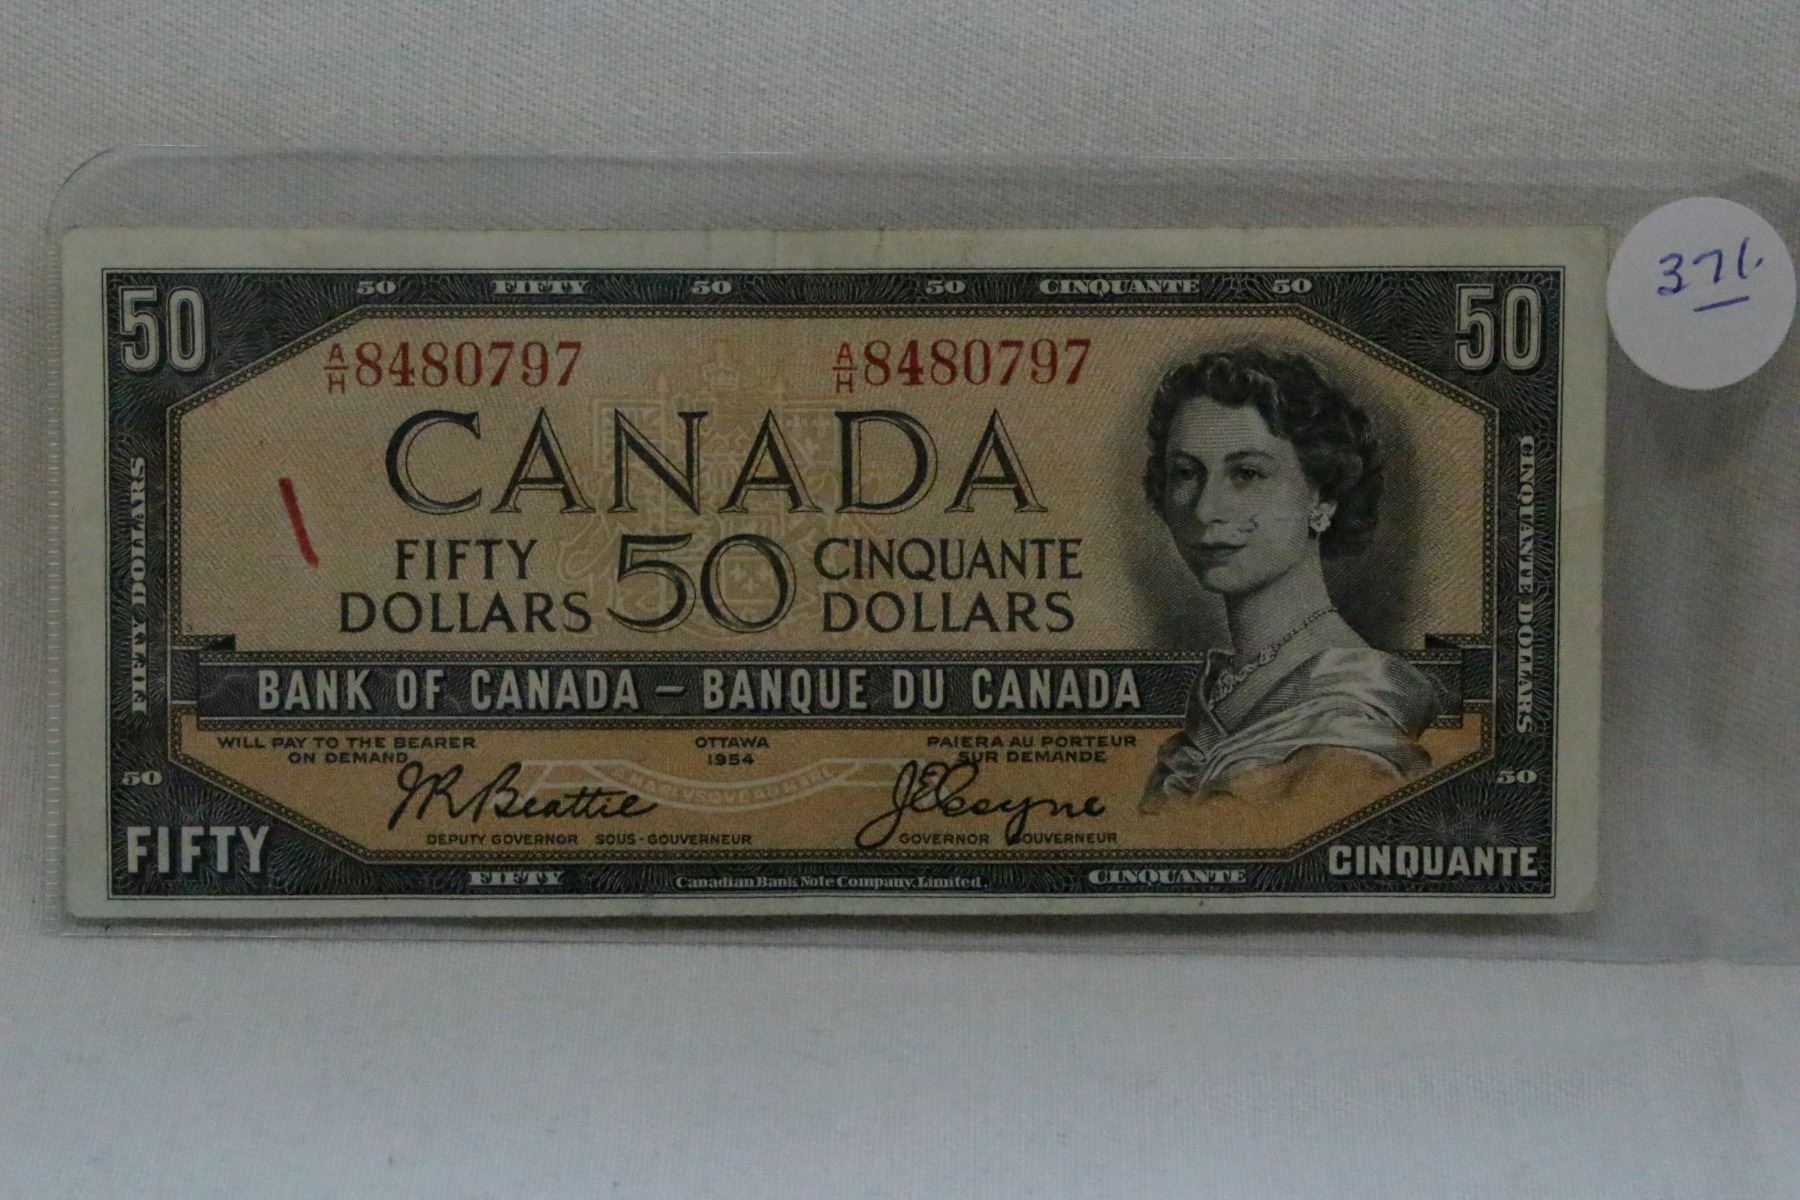 371.
50 FIFTY 50 50 CINQUANTE 50
50 50
A/H 8480797 A/H 8480797
CANADA
FIFTY 50 CINQUANTE
DOLLARS DOLLARS
FIFTY DOLLARS
CINQUANTE DOLLARS
BANK OF CANADA – BANQUE DU CANADA
WILL PAY TO THE BEARER OTTAWA PAIERA AU PORTEUR
ON DEMAND 1954 SUR DEMANDE
50 50
JRBeattie JECoyne
DEPUTY GOVERNOR SOUS-GOUVERNEUR GOVERNOR GOUVERNEUR
FIFTY CINQUANTE
FIFTY Canadian Bank Note Company, Limited. CINQUANTE